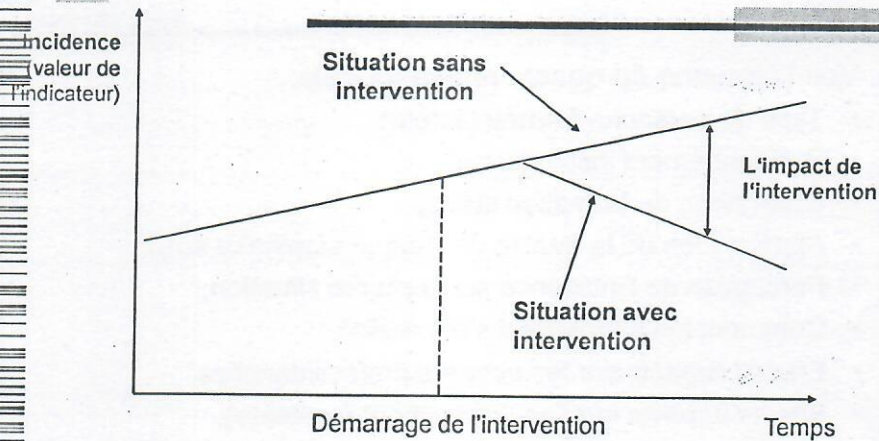 Incidence
(valeur de
l'indicateur)
Situation sans
intervention
L'impact de
l'intervention
Situation avec
intervention
Démarrage de l'intervention
Temps